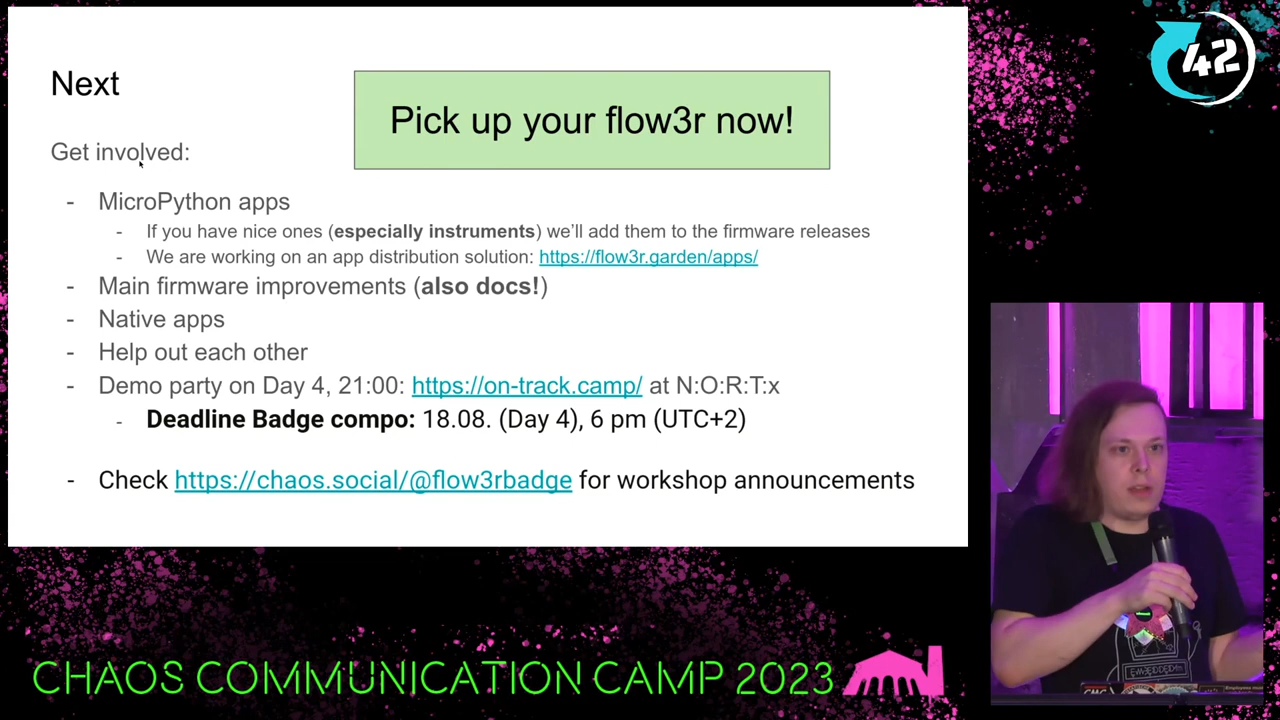 42
Next
Pick up your flow3r now!
Get involved:
- MicroPython apps
- If you have nice ones (especially instruments) we'll add them to the firmware releases
- We are working on an app distribution solution: https://flow3r.garden/apps/
- Main firmware improvements (also docs!)
- Native apps
- Help out each other
- Demo party on Day 4, 21:00: https://on-track.camp/ at N:O:R:T:x
- Deadline Badge compo: 18.08. (Day 4), 6 pm (UTC+2)
- Check https://chaos.social/@flow3rbadge for workshop announcements
CHAOS COMMUNICATION CAMP 2023